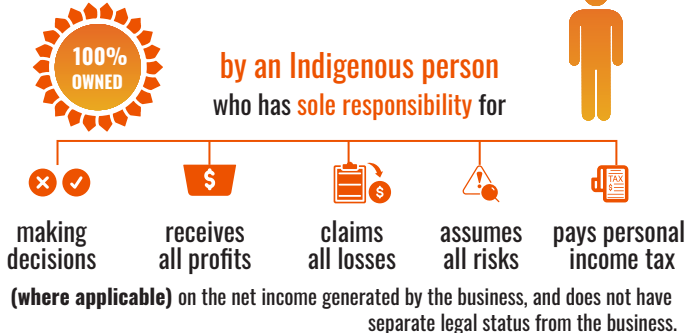 100%
OWNED
by an Indigenous person
who has sole responsibility for
$
$
TAX
$
making
decisions
receives
all profits
claims
all losses
assumes
all risks
pays personal
income tax
(where applicable) on the net income generated by the business, and does not have
separate legal status from the business.